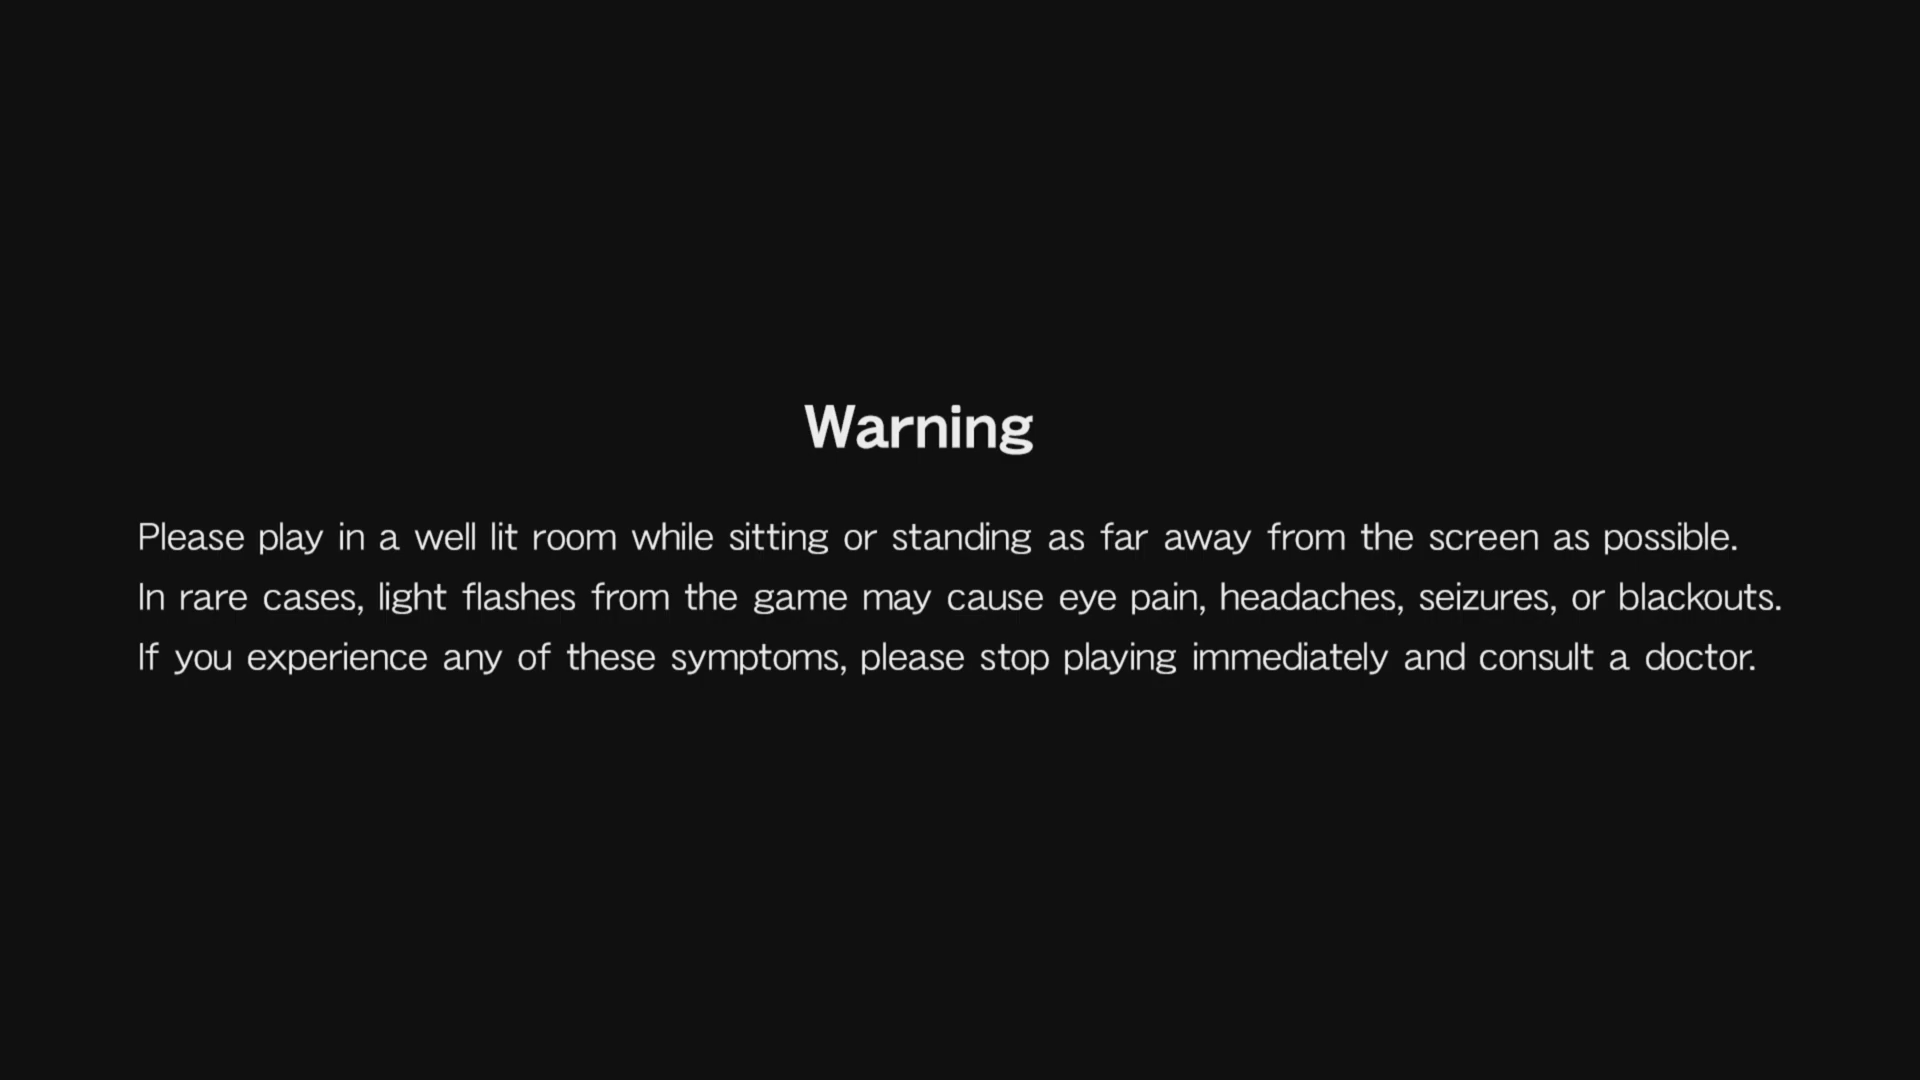 Warning
Please play in a well lit room while sitting or standing as far away from the screen as possible.
In rare cases, light flashes from the game may cause eye pain, headaches, seizures, or blackouts.
If you experience any of these symptoms, please stop playing immediately and consult a doctor.